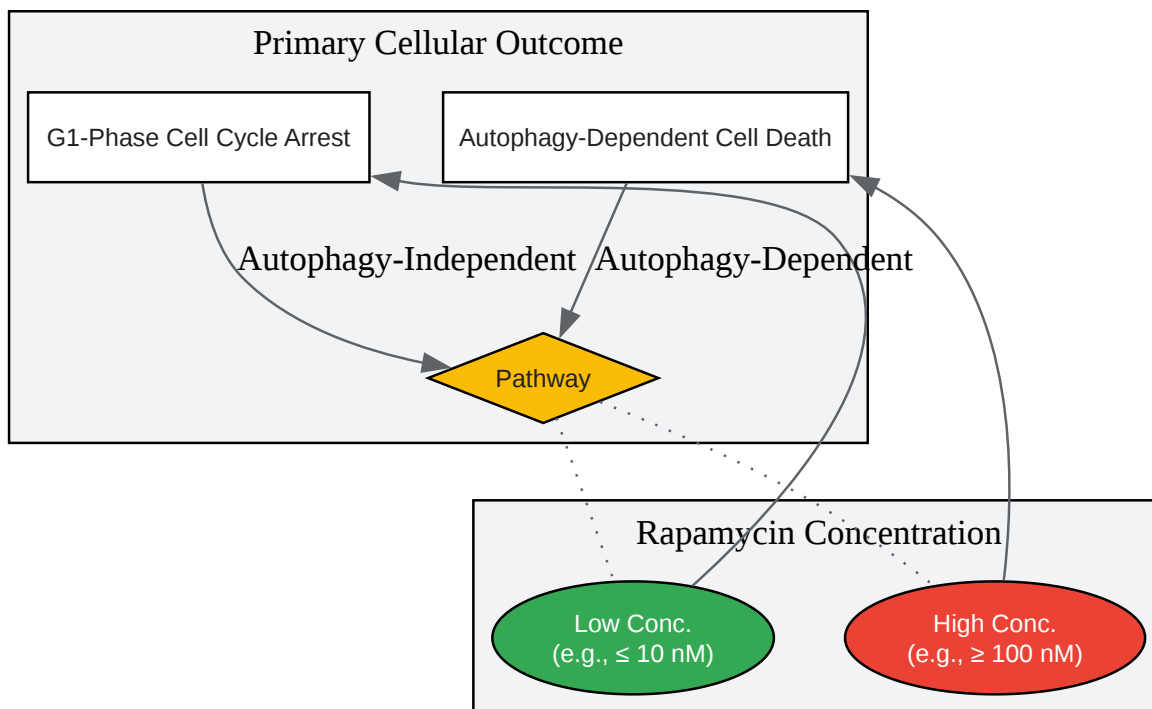 Primary Cellular Outcome
G1-Phase Cell Cycle Arrest
Autophagy-Dependent Cell Death
Autophagy-Independent
Autophagy-Dependent
Pathway
Rapamycin Concentration
Low Conc.
(e.g., ≤ 10 nM)
High Conc.
(e.g., ≥ 100 nM)